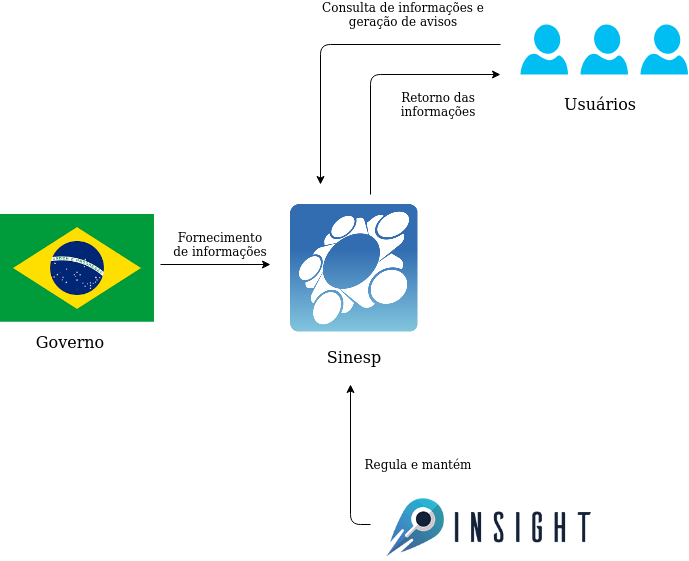 Consulta de informações e
geração de avisos
Retorno das
informações
Usuários
Fornecimento
de informações
Governo
Sinesp
Regula e mantém
INSIGHT